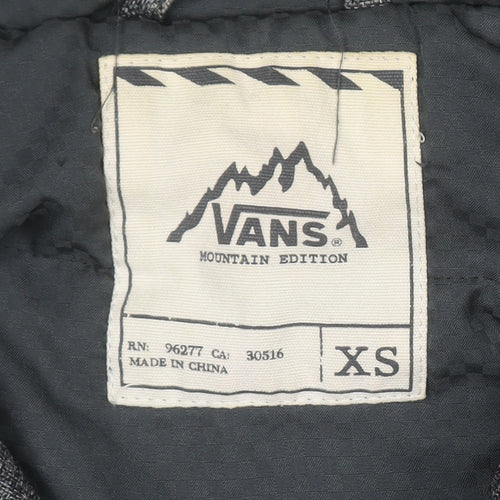 VANS®
MOUNTAIN EDITION
RN: 96277 CA: 30516
MADE IN CHINA
XS